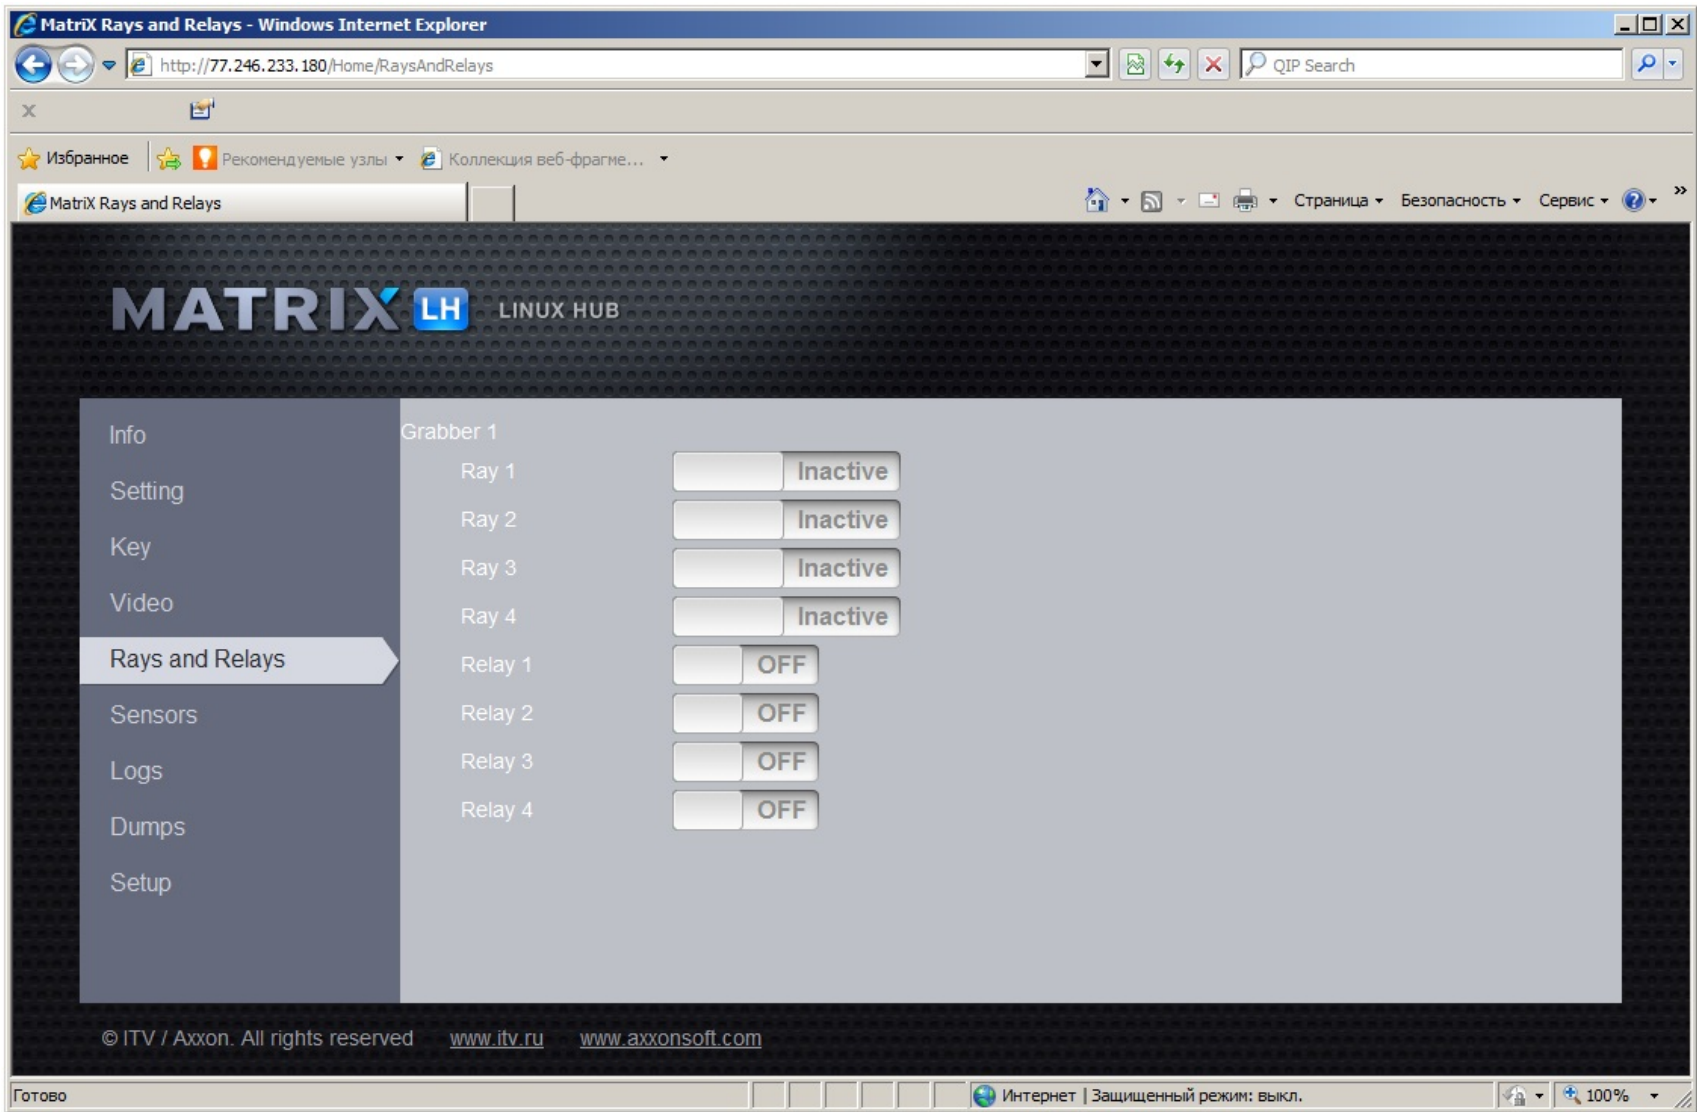 MatriX Rays and Relays - Windows Internet Explorer
http://77.246.233.180/Home/RaysAndRelays
QIP Search
x
Избранное Рекомендуемые узлы Коллекция веб-фрагме...
MatriX Rays and Relays
Страница Безопасность Сервис »
MATRIX LH LINUX HUB
Info
Setting
Key
Video
Rays and Relays
Sensors
Logs
Dumps
Setup
Grabber 1
Ray 1 Inactive
Ray 2 Inactive
Ray 3 Inactive
Ray 4 Inactive
Relay 1 OFF
Relay 2 OFF
Relay 3 OFF
Relay 4 OFF
© ITV / Axxon. All rights reserved www.itv.ru www.axxonsoft.com
Готово Интернет | Защищенный режим: выкл. 100%